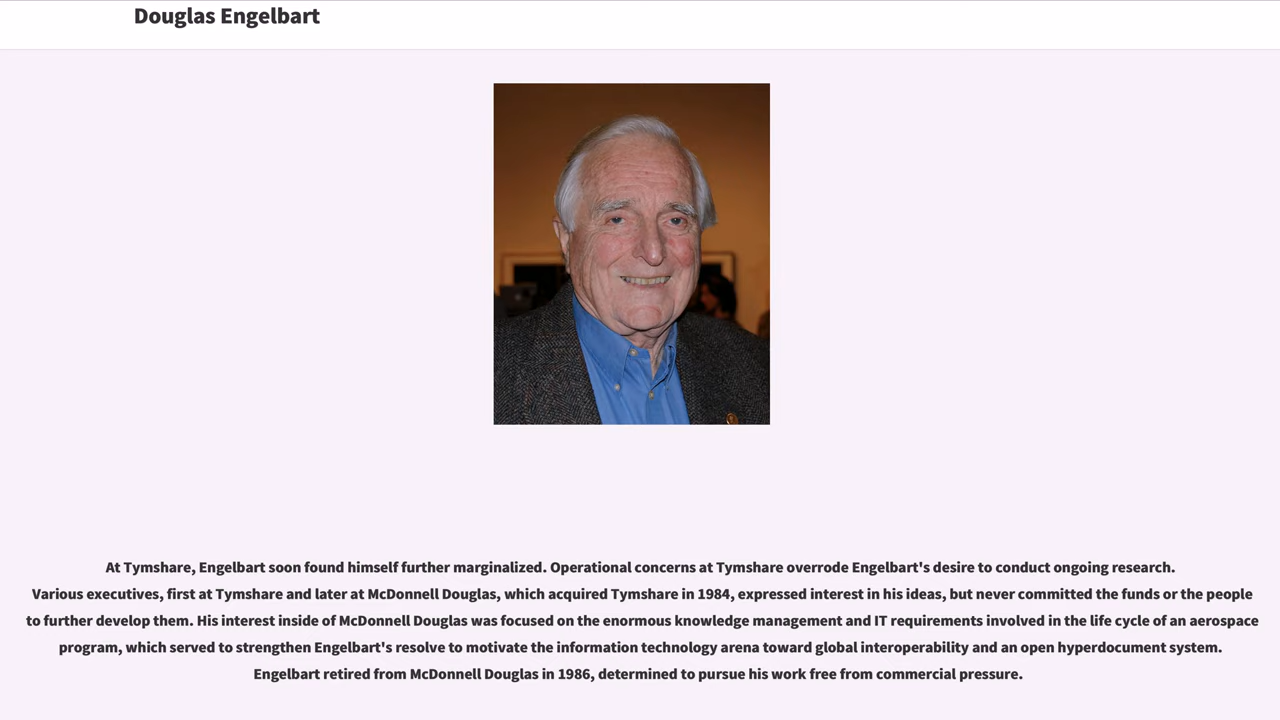 Douglas Engelbart
At Tymshare, Engelbart soon found himself further marginalized. Operational concerns at Tymshare overrode Engelbart's desire to conduct ongoing research.
Various executives, first at Tymshare and later at McDonnell Douglas, which acquired Tymshare in 1984, expressed interest in his ideas, but never committed the funds or the people
to further develop them. His interest inside of McDonnell Douglas was focused on the enormous knowledge management and IT requirements involved in the life cycle of an aerospace
program, which served to strengthen Engelbart's resolve to motivate the information technology arena toward global interoperability and an open hyperdocument system.
Engelbart retired from McDonnell Douglas in 1986, determined to pursue his work free from commercial pressure.